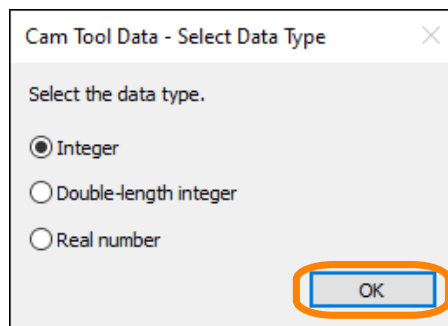 Cam Tool Data - Select Data Type
Select the data type.
Integer
Double-length integer
Real number
OK